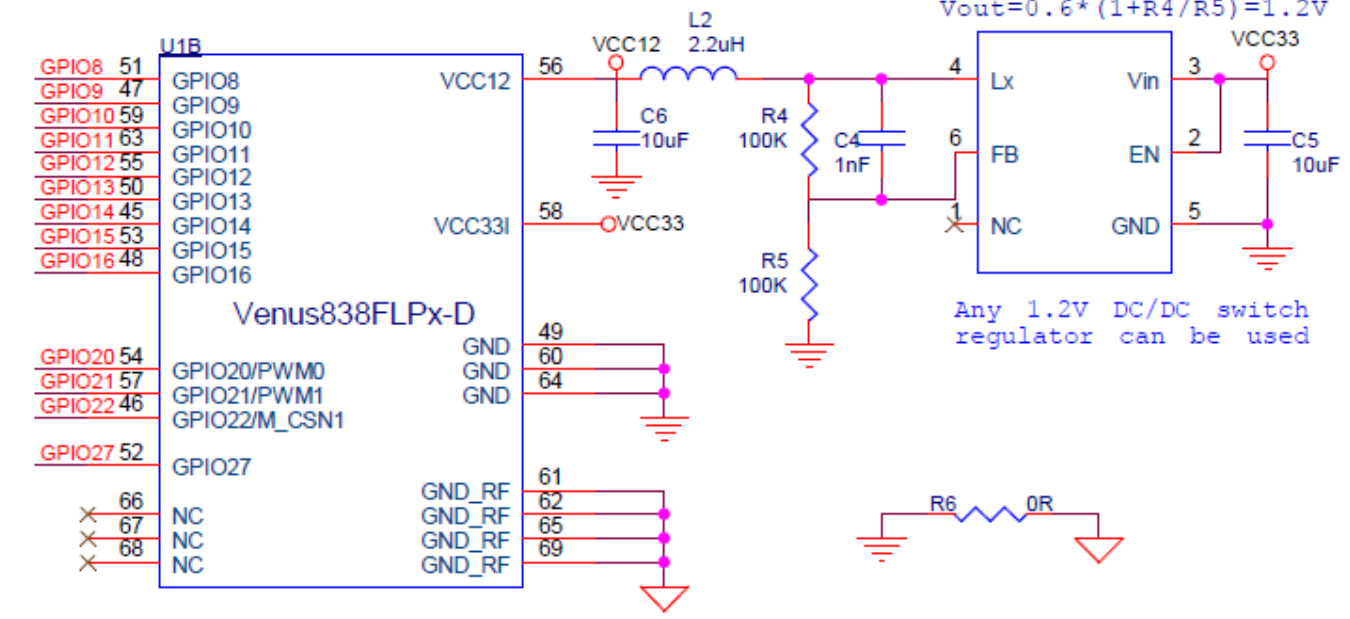 Vout=0.6*(1+R4/R5)=1.2V
L2
2.2uH
VCC12
VCC33
U1B
GPIO8 51 GPIO8
GPIO9 47 GPIO9
GPIO10 59 GPIO10
GPIO11 63 GPIO11
GPIO12 55 GPIO12
GPIO13 50 GPIO13
GPIO14 45 GPIO14
GPIO15 53 GPIO15
GPIO16 48 GPIO16
VCC12 56
C6
10uF
VCC33I 58 VCC33
R4
100K
C4
1nF
R5
100K
4 Lx
6 FB
1 NC
Vin 3
EN 2
GND 5
C5
10uF
Any 1.2V DC/DC switch
regulator can be used
Venus838FLPx-D
GPIO20 54 GPIO20/PWM0
GPIO21 57 GPIO21/PWM1
GPIO22 46 GPIO22/M_CSN1
GPIO27 52 GPIO27
66 NC
67 NC
68 NC
GND 49
GND 60
GND 64
GND_RF 61
GND_RF 62
GND_RF 65
GND_RF 69
R6 0R